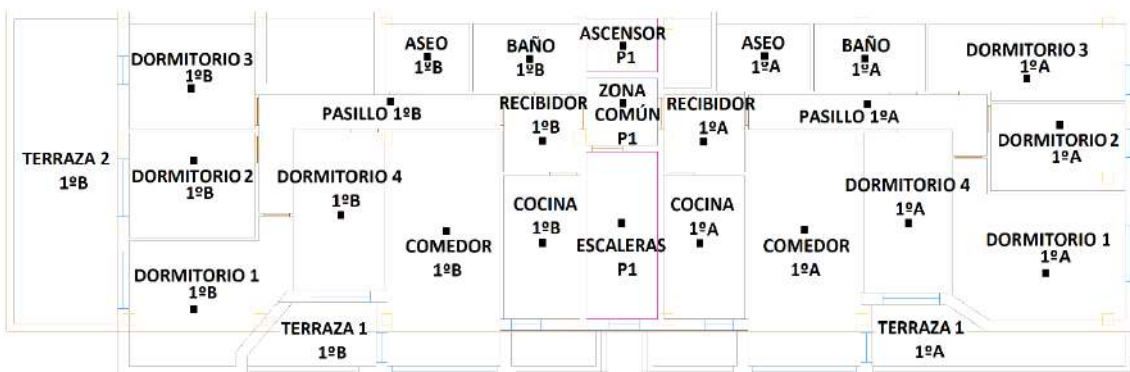 DORMITORIO 3
1ºB
ASEO
1ºB
BAÑO
1ºB
ASCENSOR
P1
ASEO
1ºA
BAÑO
1ºA
DORMITORIO 3
1ºA
PASILLO 1ºB
RECIBIDOR
1ºB
ZONA
COMÚN
P1
RECIBIDOR
1ºA
PASILLO 1ºA
DORMITORIO 2
1ºA
TERRAZA 2
1ºB
DORMITORIO 2
1ºB
DORMITORIO 4
1ºB
COCINA
1ºB
COCINA
1ºA
DORMITORIO 4
1ºA
COMEDOR
1ºB
ESCALERAS
P1
COMEDOR
1ºA
DORMITORIO 1
1ºA
DORMITORIO 1
1ºB
TERRAZA 1
1ºB
TERRAZA 1
1ºA